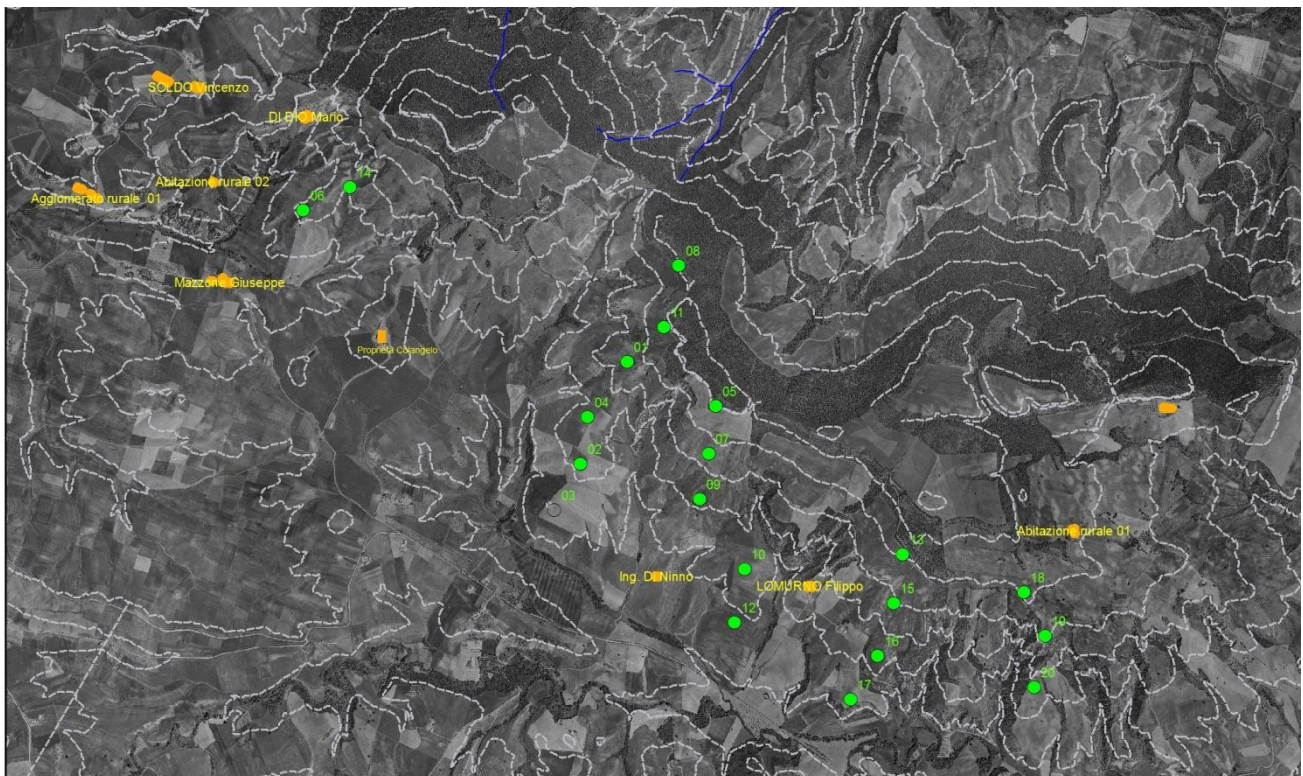 SOLDO Vincenzo
DI DIO Mario
Abitazione rurale 02
14
Agglomerato rurale 01
06
08
Mazzone Giuseppe
11
Proprietà Colangelo
01
05
04
07
02
09
03
Abitazione rurale 01
13
10
Ing. Di Ninno
LOMURNO Filippo
18
15
12
19
16
20
17